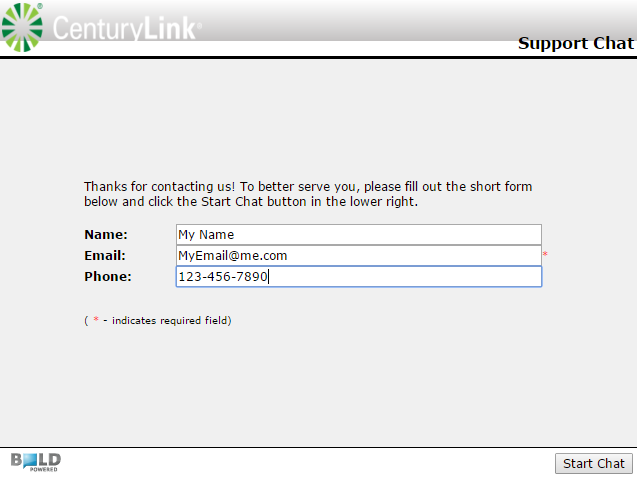 CenturyLink®
Support Chat
Thanks for contacting us! To better serve you, please fill out the short form
below and click the Start Chat button in the lower right.
Name: My Name
Email: MyEmail@me.com *
Phone: 123-456-7890
( * - indicates required field)
BOLD
POWERED
Start Chat